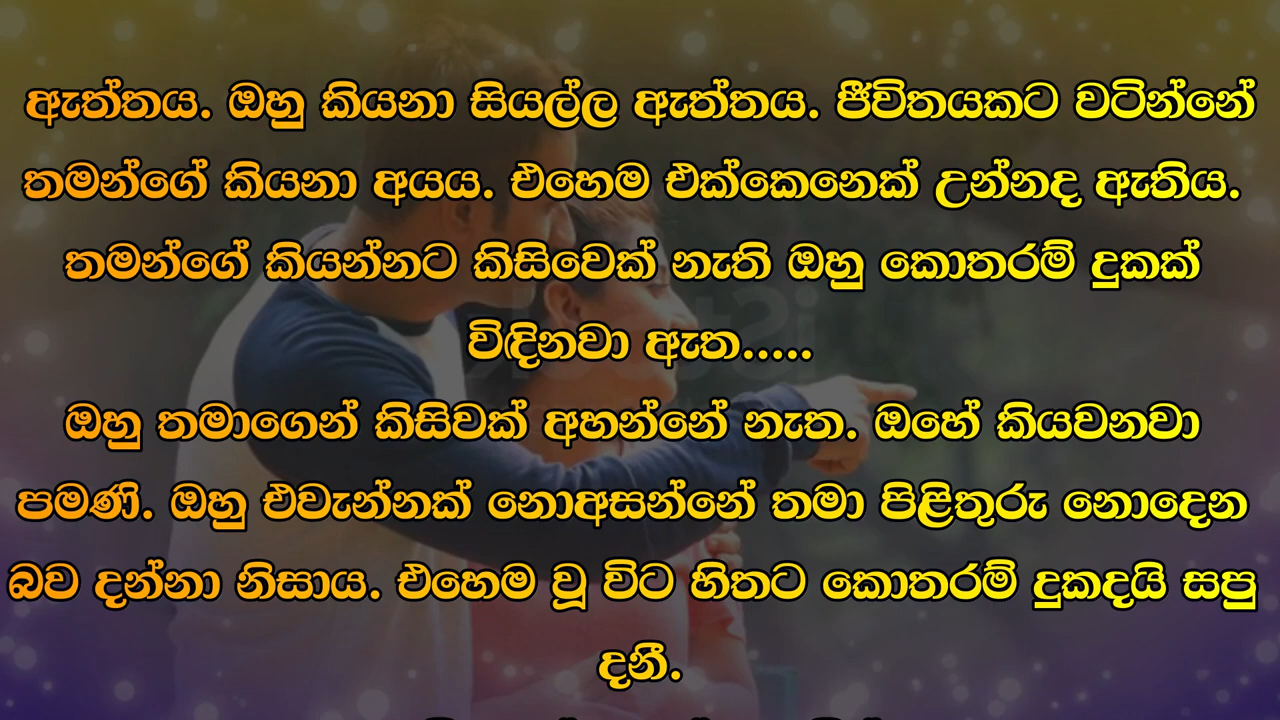 ඇත්තය. ඔහු කියනා සියල්ල ඇත්තය. ජීවිතයකට වටින්නේ
තමන්ගේ කියනා අයය. එහෙම එක්කෙනෙක් උන්නද ඇතිය.
තමන්ගේ කියන්නට කිසිවෙක් නැති ඔහු කොතරම් දුකක්
විඳිනවා ඇත.....
ඔහු තමාගෙන් කිසිවක් අහන්නේ නැත. ඔහේ කියවනවා
පමණි. ඔහු එවැන්නක් නොඅසන්නේ තමා පිළිතුරු නොදෙන
බව දන්නා නිසාය. එහෙම වූ විට හිතට කොතරම් දුකදයි සපු
දනී.